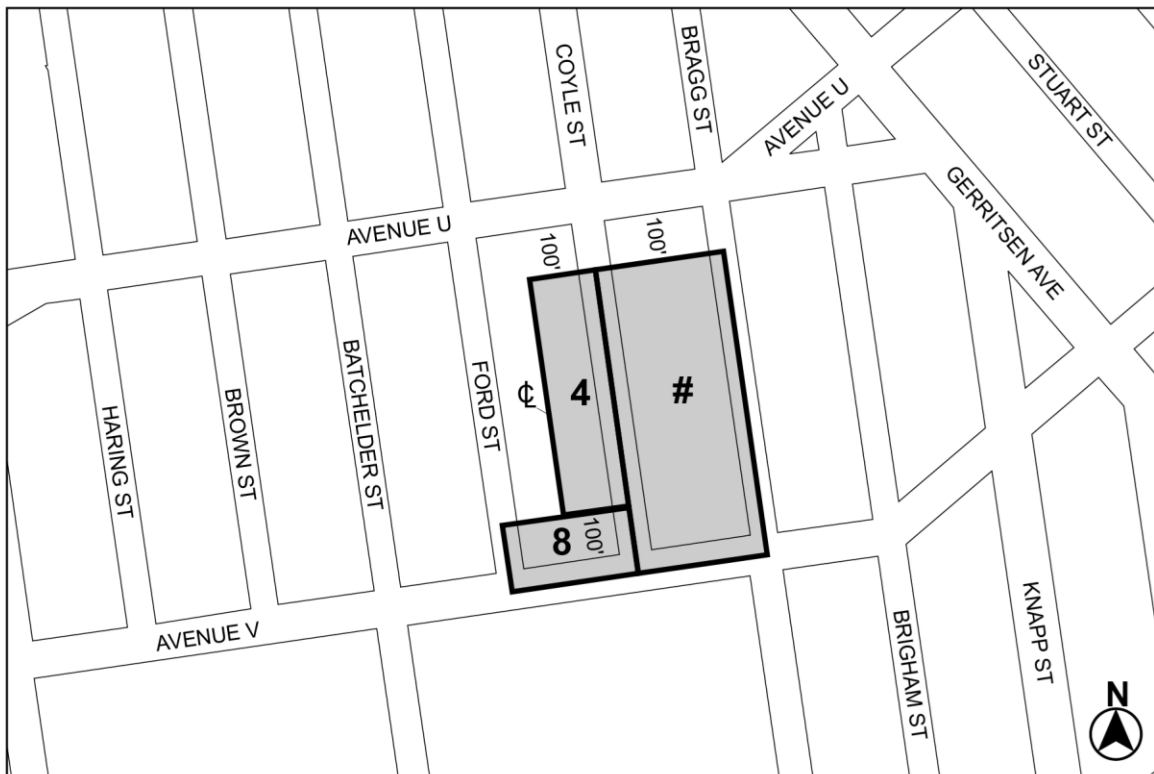 COYLE ST
BRAGG ST
STUART ST
AVENUE U
AVENUE U
GERRITSEN AVE
100'
100'
HARING ST
BROWN ST
BATCHELDER ST
FORD ST
℄
4
#
8
100'
AVENUE V
BRIGHAM ST
KNAPP ST
N